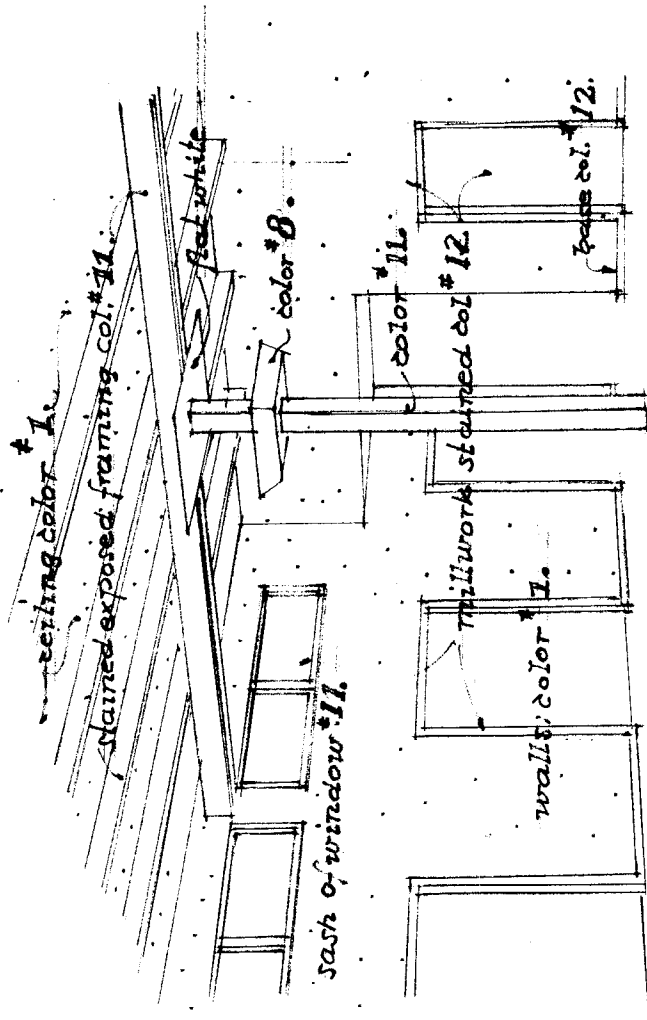 ceiling color #1.
stained exposed framing col. #11.
flat white
color #8.
color #11.
millwork stained col #12
base col. #12.
sash of window #11.
walls; color #1.